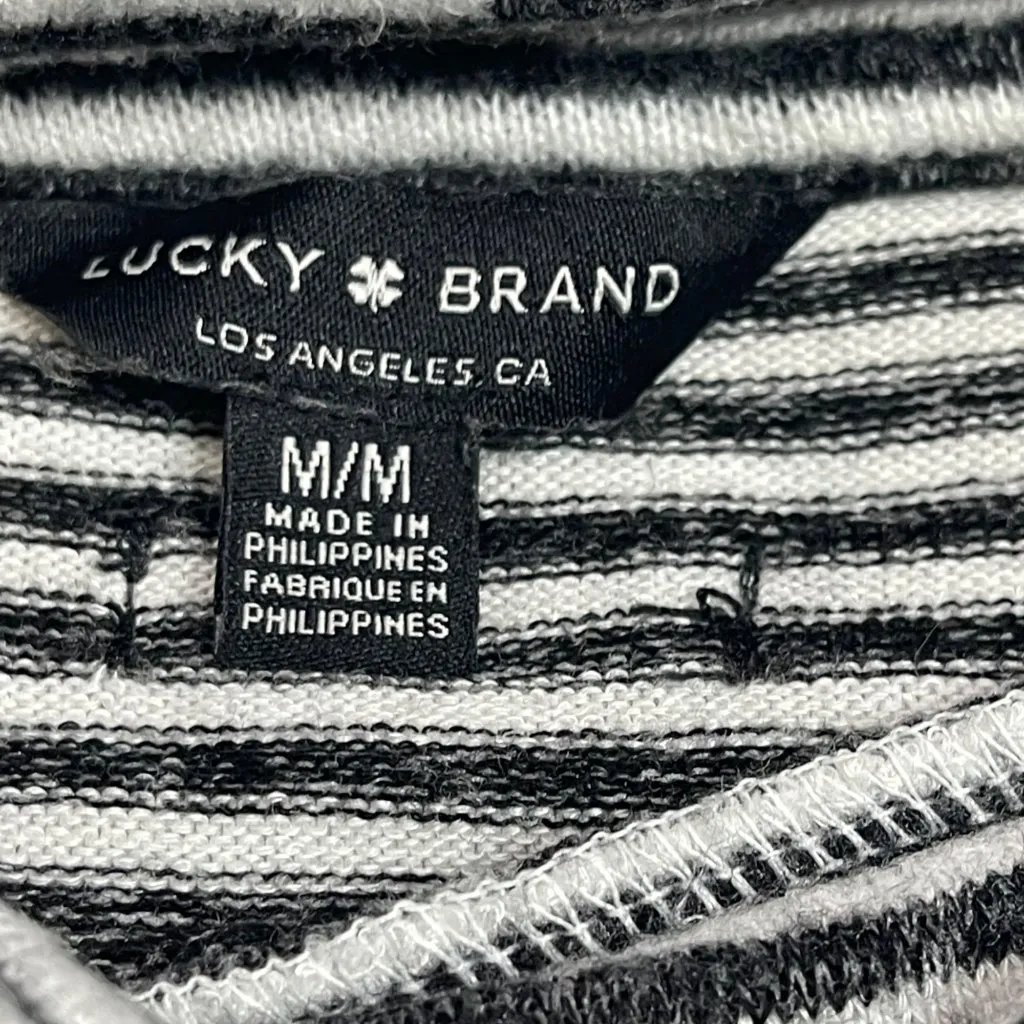 LUCKY BRAND
LOS ANGELES, CA
M/M
MADE IN
PHILIPPINES
FABRIQUE EN
PHILIPPINES